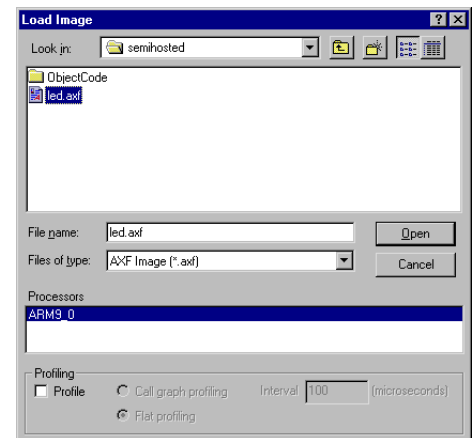 Load Image
Look in: semihosted
ObjectCode
led.axf
File name: led.axf Open
Files of type: AXF Image (*.axf) Cancel
Processors
ARM9_0
Profiling
Profile Call graph profiling Interval 100 (microseconds)
Flat profiling